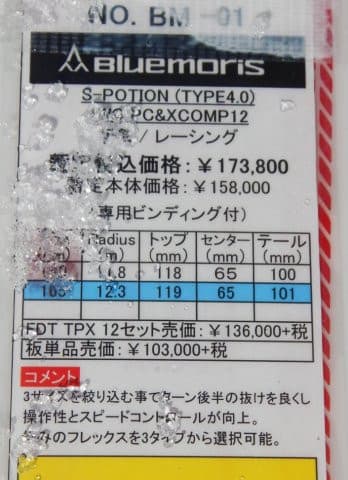 NO. BM -01
Bluemoris
S-POTION (TYPE4.0)
PC&XCOMP12
/ レーシング
税込価格：￥173,800
本体価格：￥158,000
専用ビンディング付)
Radius トップ センター テール
(mm) (mm) (mm)
118 65 100
165 12.3 119 65 101
FDT TPX 12セット売価：￥136,000+税
板単品売価：￥103,000+税
コメント
3サイズを絞り込む事でターン後半の抜けを良くし
操作性とスピードコントロールが向上。
のフレックスを3タイプから選択可能。